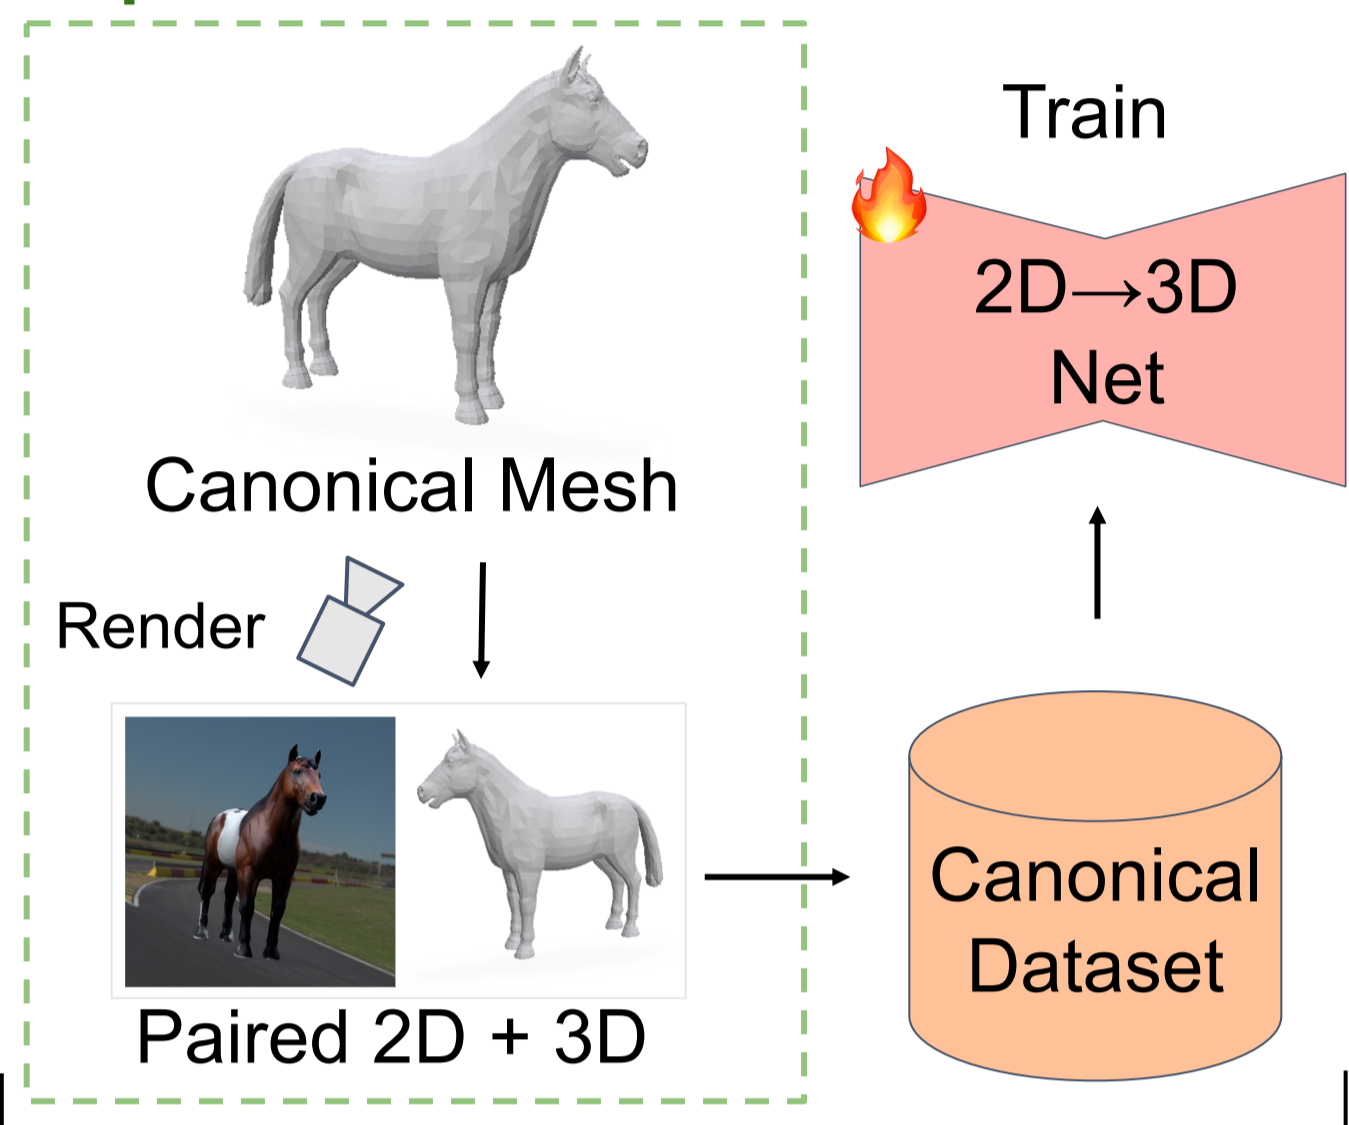 Canonical Mesh
Render
Paired 2D + 3D
Train
2D→3D
Net
Canonical
Dataset